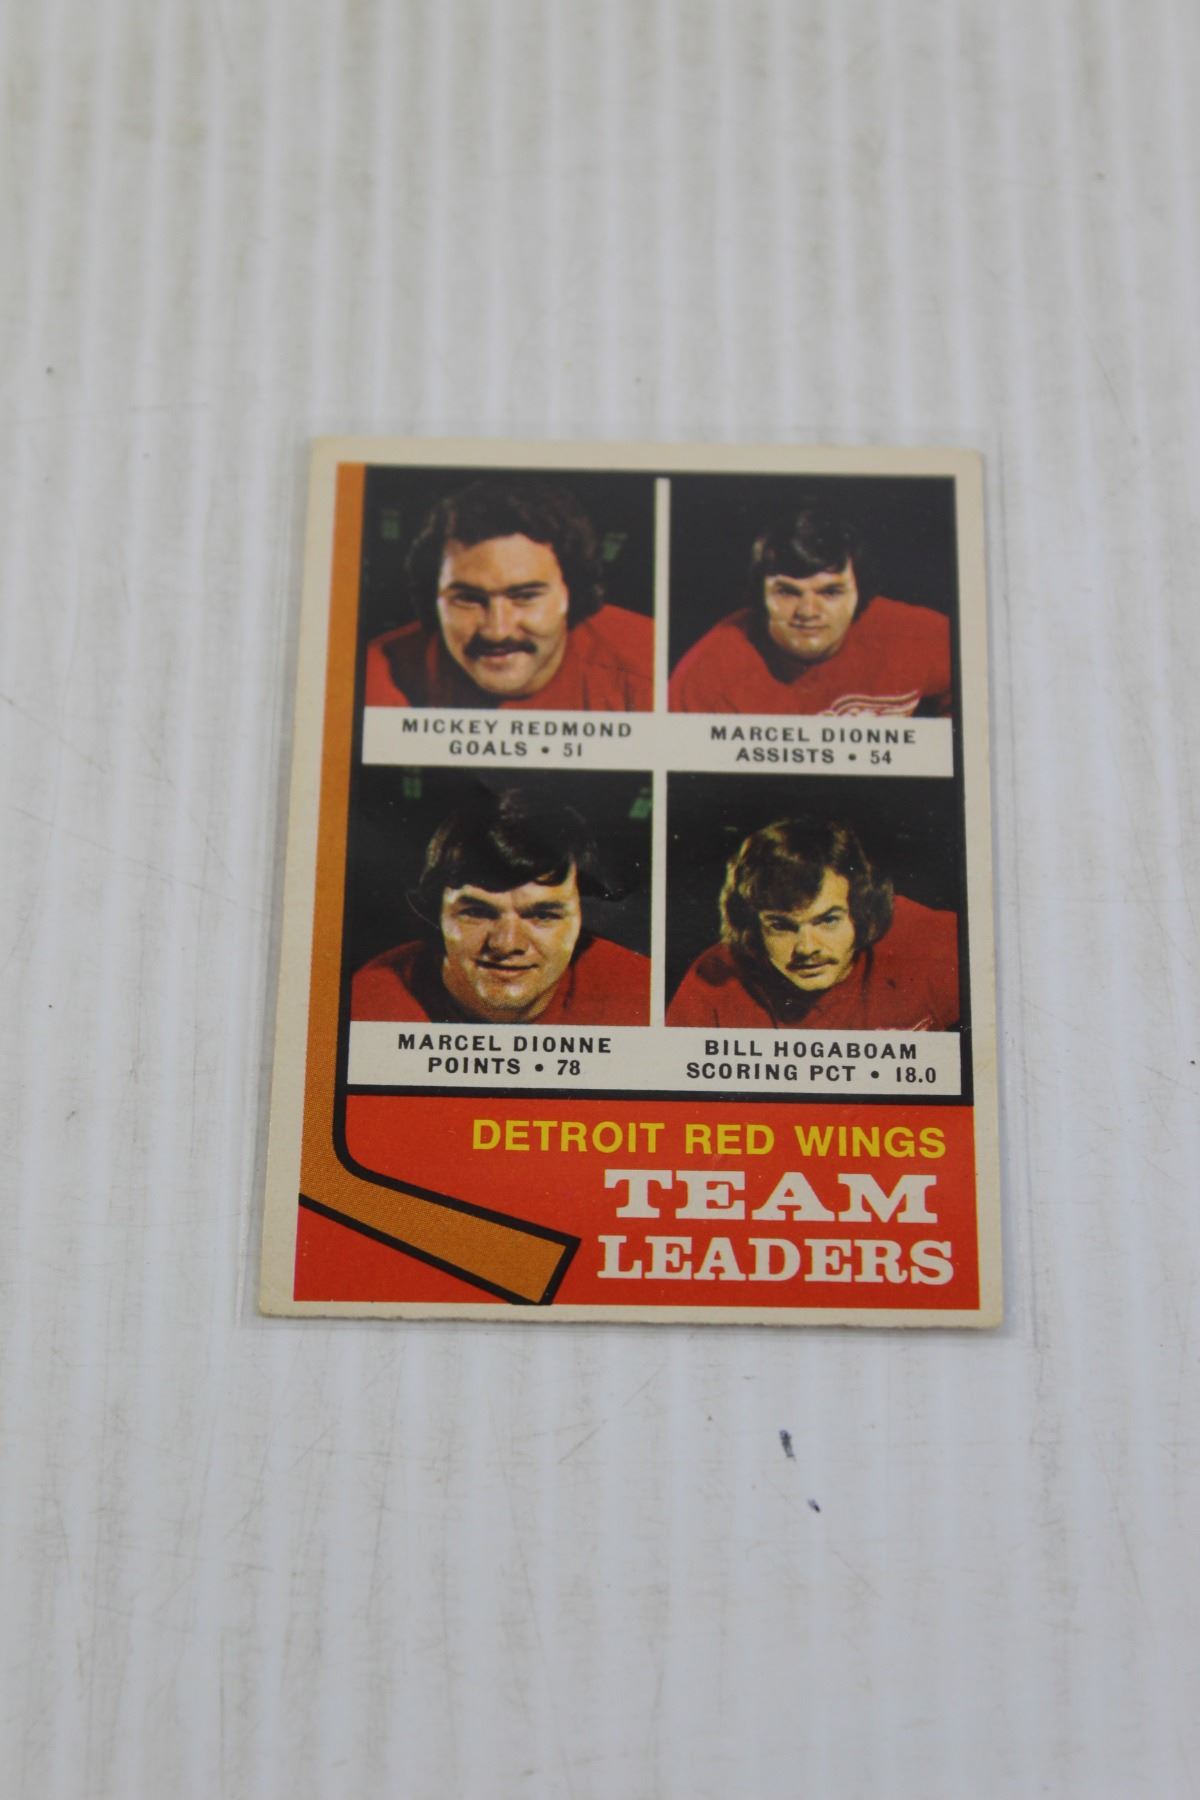 MICKEY REDMOND
GOALS • 51
MARCEL DIONNE
ASSISTS • 54
MARCEL DIONNE
POINTS • 78
BILL HOGABOAM
SCORING PCT • 18.0
DETROIT RED WINGS
TEAM
LEADERS